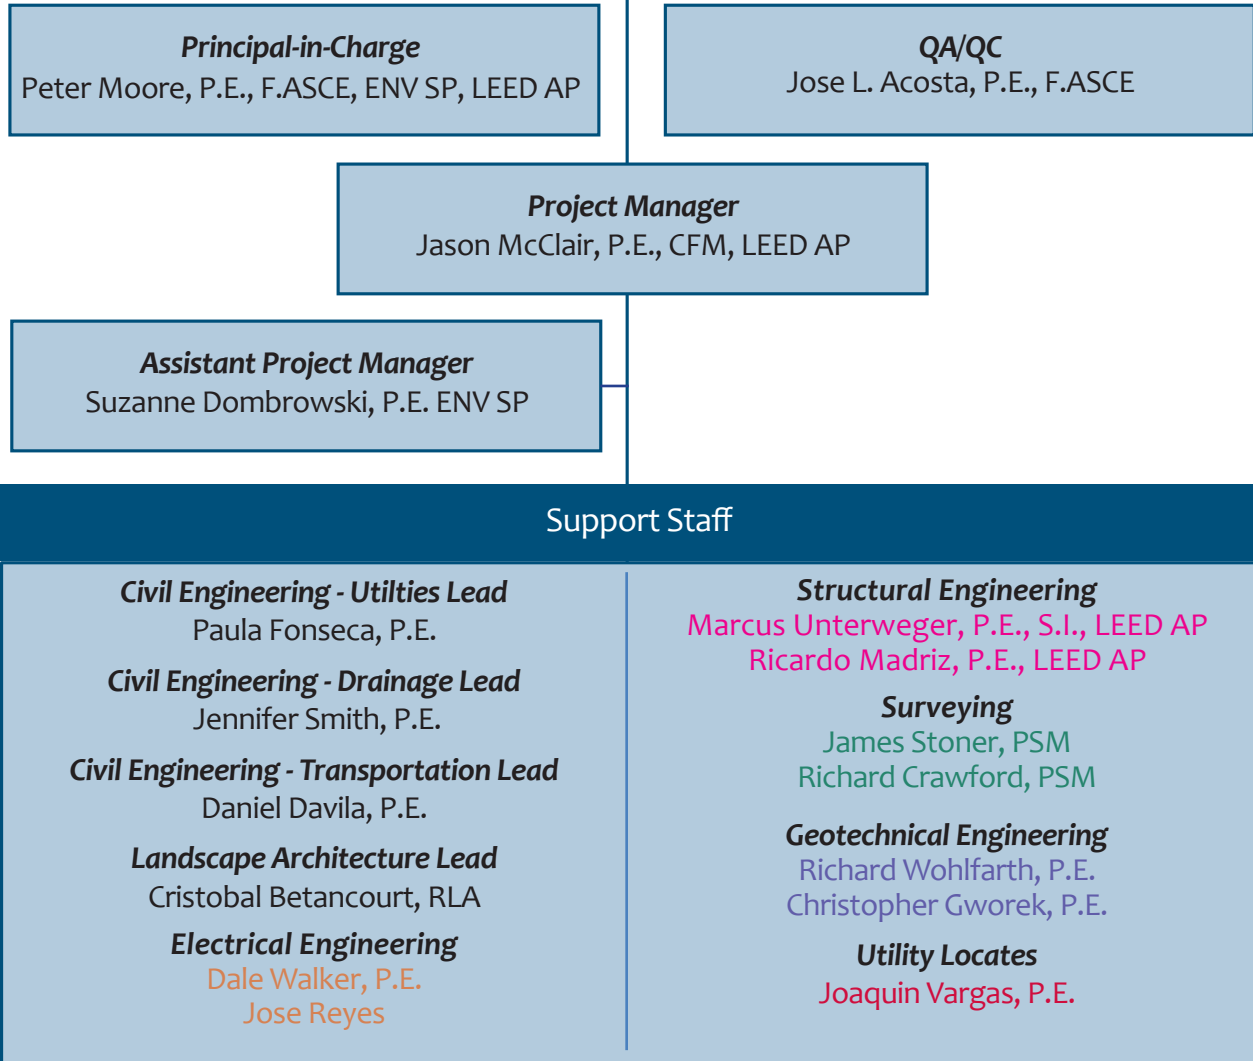 Principal-in-Charge
Peter Moore, P.E., F.ASCE, ENV SP, LEED AP
QA/QC
Jose L. Acosta, P.E., F.ASCE
Project Manager
Jason McClair, P.E., CFM, LEED AP
Assistant Project Manager
Suzanne Dombrowski, P.E. ENV SP
Support Staff
Civil Engineering - Utilties Lead
Paula Fonseca, P.E.
Civil Engineering - Drainage Lead
Jennifer Smith, P.E.
Civil Engineering - Transportation Lead
Daniel Davila, P.E.
Landscape Architecture Lead
Cristobal Betancourt, RLA
Electrical Engineering
Dale Walker, P.E.
Jose Reyes
Structural Engineering
Marcus Unterweger, P.E., S.I., LEED AP
Ricardo Madriz, P.E., LEED AP
Surveying
James Stoner, PSM
Richard Crawford, PSM
Geotechnical Engineering
Richard Wohlfarth, P.E.
Christopher Gworek, P.E.
Utility Locates
Joaquin Vargas, P.E.